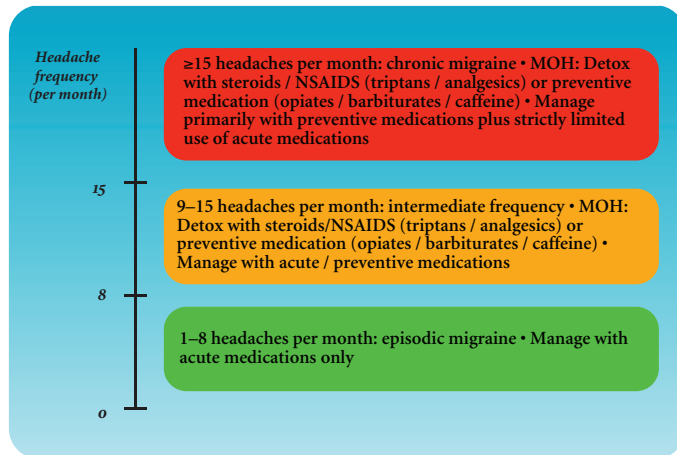 Headache
frequency
(per month)
≥15 headaches per month: chronic migraine • MOH: Detox
with steroids / NSAIDS (triptans / analgesics) or preventive
medication (opiates / barbiturates / caffeine) • Manage
primarily with preventive medications plus strictly limited
use of acute medications
15
9–15 headaches per month: intermediate frequency • MOH:
Detox with steroids/NSAIDS (triptans / analgesics) or
preventive medication (opiates / barbiturates / caffeine) •
Manage with acute / preventive medications
8
1–8 headaches per month: episodic migraine • Manage with
acute medications only
0